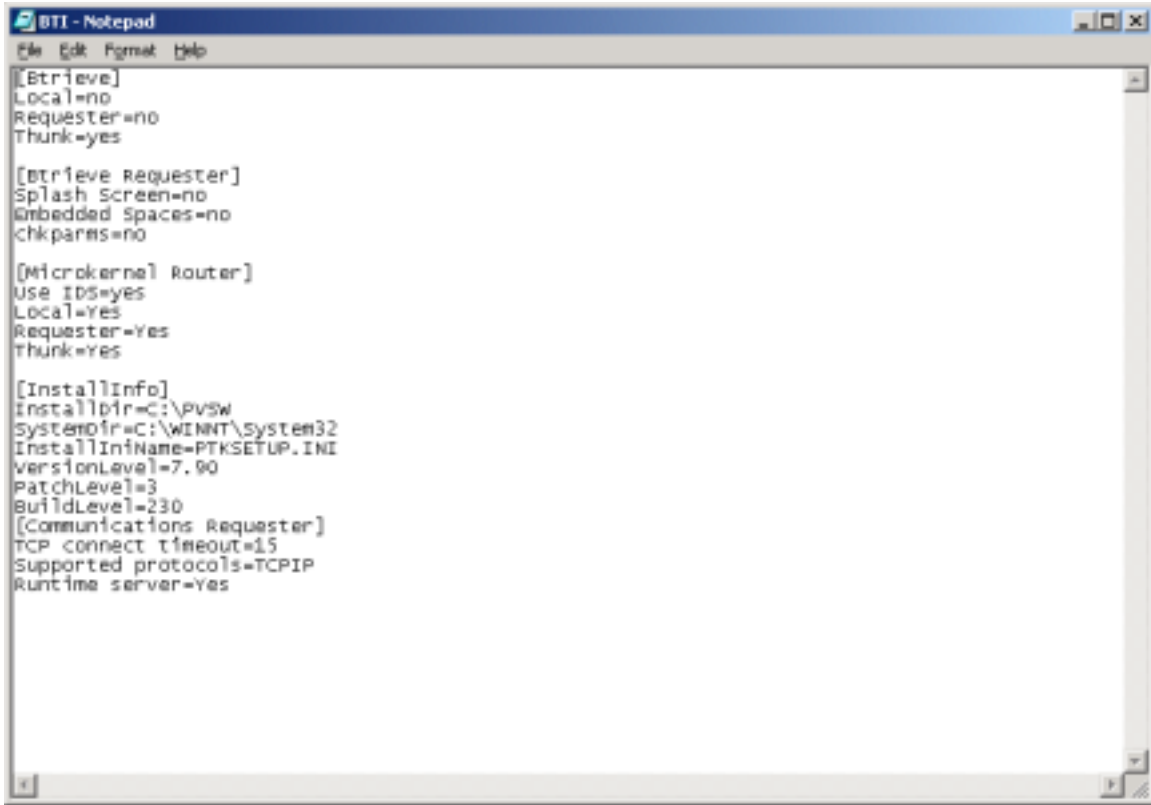 BTI - Notepad
File Edit Format Help
[Btrieve]
Local=no
Requester=no
Thunk=yes
[Btrieve Requester]
Splash Screen=no
Embedded Spaces=no
chkparms=no
[Microkernel Router]
Use IDS=yes
Local=Yes
Requester=Yes
Thunk=Yes
[InstallInfo]
InstallDir=C:\PVSW
SystemDir=C:\WINNT\System32
InstallIniName=PTKSETUP.INI
VersionLevel=7.90
PatchLevel=3
BuildLevel=230
[Communications Requester]
TCP connect timeout=15
Supported protocols=TCPIP
Runtime server=Yes